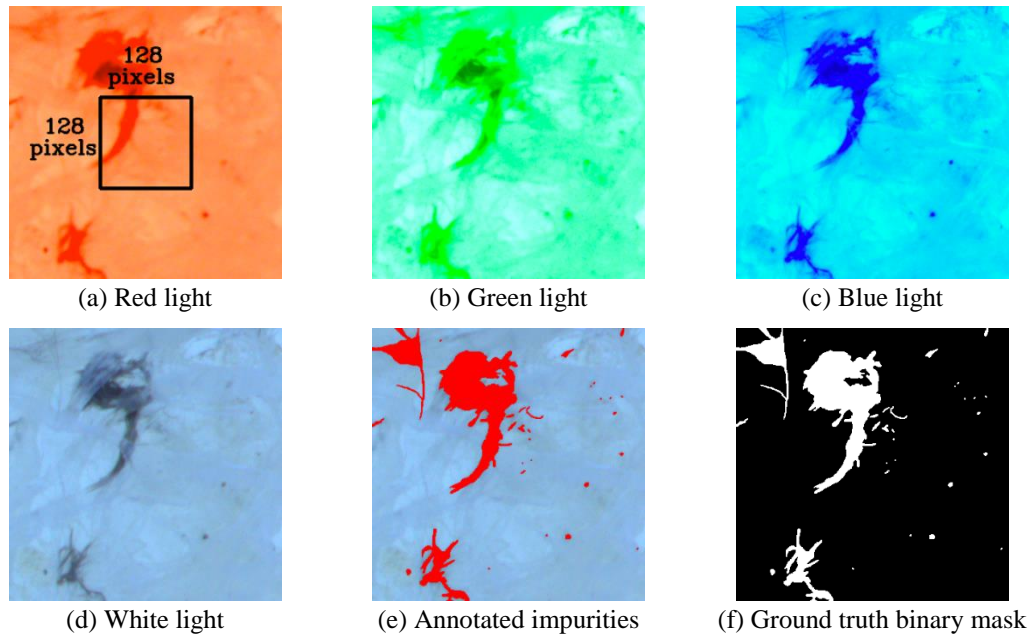 128
pixels
128
pixels
(a) Red light
(b) Green light
(c) Blue light
(d) White light
(e) Annotated impurities
(f) Ground truth binary mask